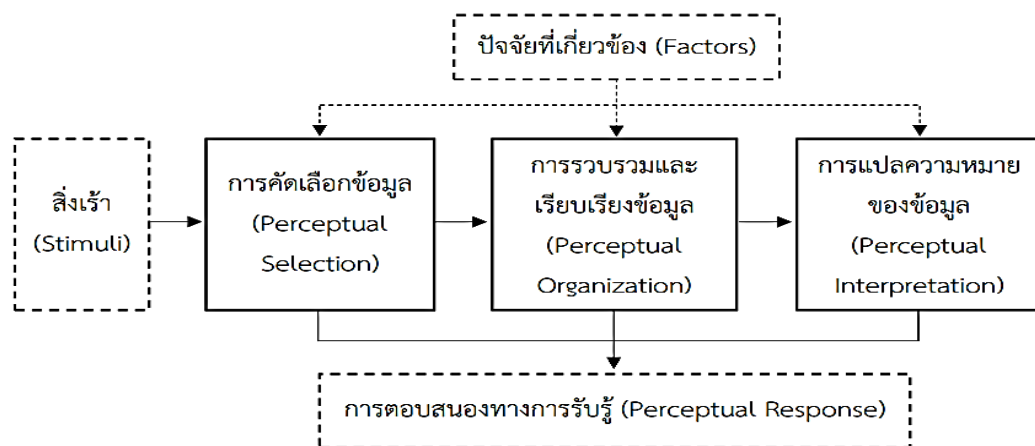 ปัจจัยที่เกี่ยวข้อง (Factors)
สิ่งเร้า
(Stimuli)
การคัดเลือกข้อมูล
(Perceptual
Selection)
การรวบรวมและ
เรียบเรียงข้อมูล
(Perceptual
Organization)
การแปลความหมาย
ของข้อมูล
(Perceptual
Interpretation)
การตอบสนองทางการรับรู้ (Perceptual Response)